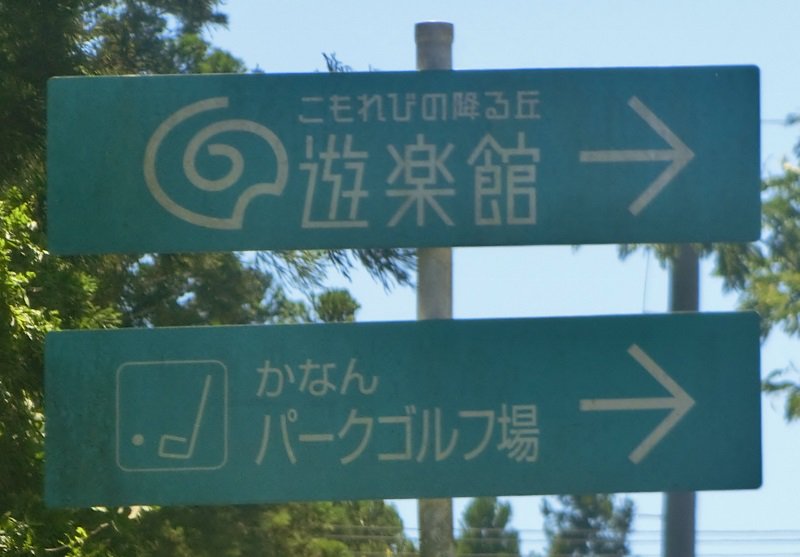 こもれびの降る丘
遊楽館
かなん
パークゴルフ場